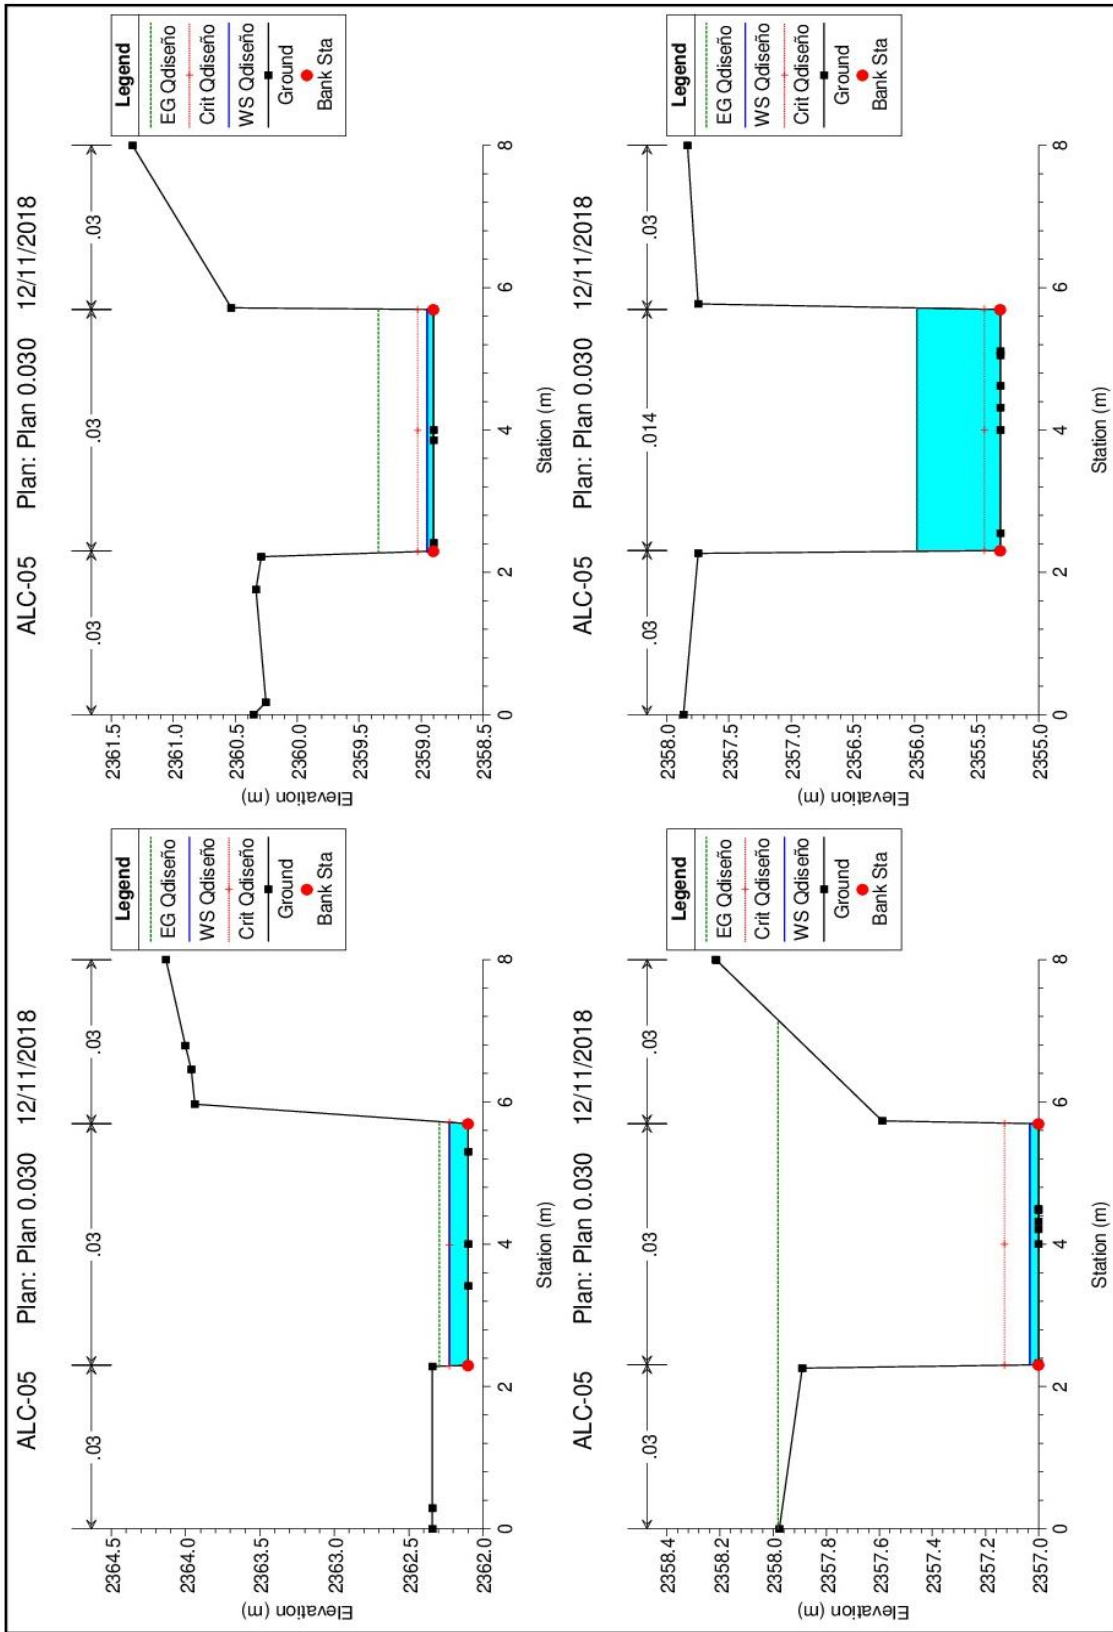 ALC-05 Plan: Plan 0.030 12/11/2018
.03 .03 .03
2364.5
2364.0
2363.5
2363.0
2362.5
2362.0
Elevation (m)
0 2 4 6 8
Station (m)
Legend
EG Qdiseño
WS Qdiseño
Crit Qdiseño
Ground
Bank Sta
ALC-05 Plan: Plan 0.030 12/11/2018
.03 .03 .03
2361.5
2361.0
2360.5
2360.0
2359.5
2359.0
2358.5
Elevation (m)
0 2 4 6 8
Station (m)
Legend
EG Qdiseño
Crit Qdiseño
WS Qdiseño
Ground
Bank Sta
ALC-05 Plan: Plan 0.030 12/11/2018
.03 .03 .03
2358.4
2358.2
2358.0
2357.8
2357.6
2357.4
2357.2
2357.0
Elevation (m)
0 2 4 6 8
Station (m)
Legend
EG Qdiseño
Crit Qdiseño
WS Qdiseño
Ground
Bank Sta
ALC-05 Plan: Plan 0.030 12/11/2018
.03 .014 .03
2358.0
2357.5
2357.0
2356.5
2356.0
2355.5
2355.0
Elevation (m)
0 2 4 6 8
Station (m)
Legend
EG Qdiseño
WS Qdiseño
Crit Qdiseño
Ground
Bank Sta